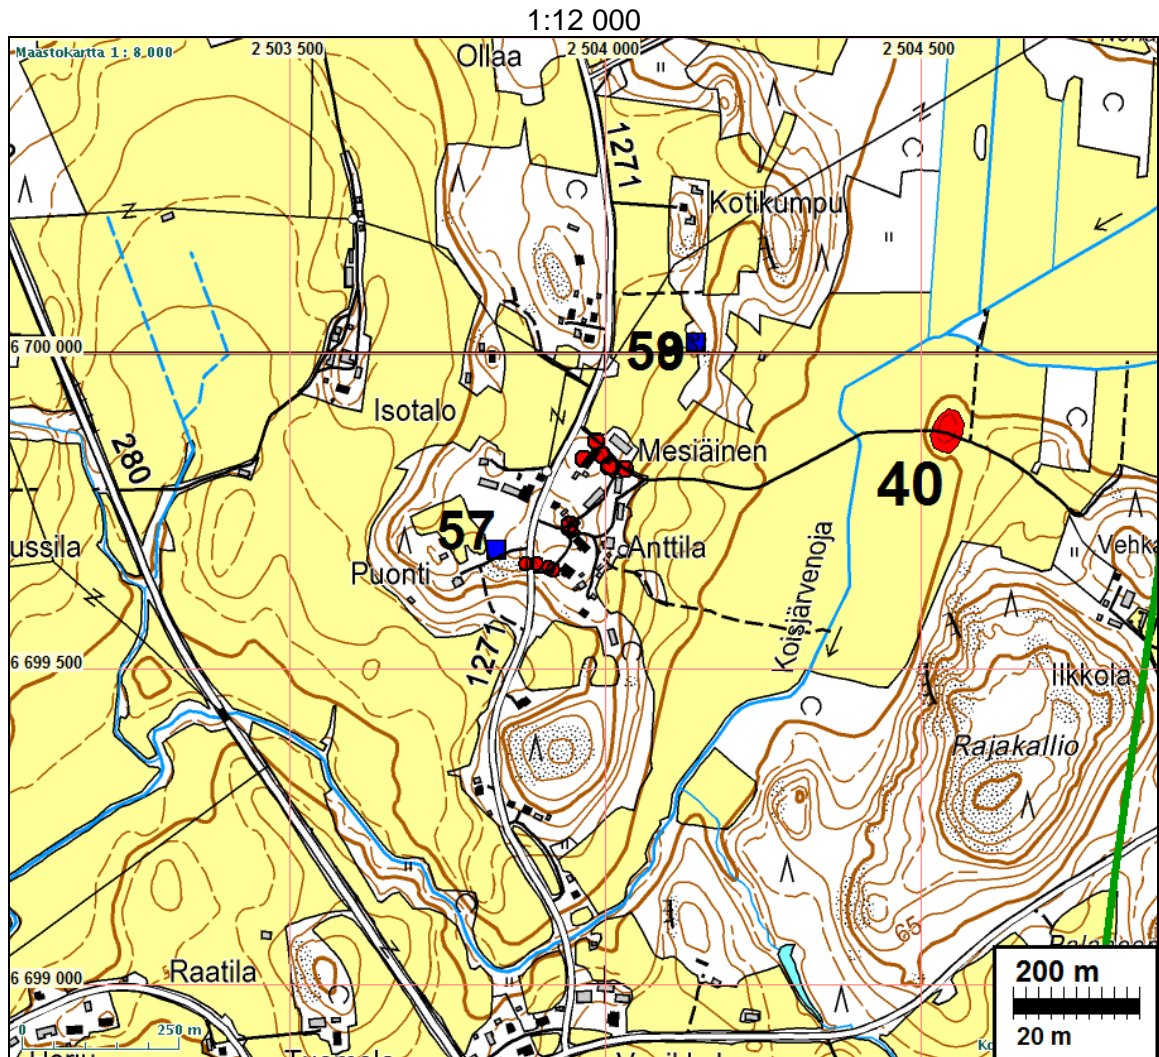 1:12 000
Maastokartta 1 : 8 000
2 503 500
Ollaa
2 504 000
2 504 500
1271
Kotikumpu
59
6 700 000
Isotalo
280
Mesiäinen
40
57
ussila
Puonti
Anttila
Koisjärvenoja
Vehka
1271
6 699 500
Iikkola
Rajakallio
65
Raatila
6 699 000
200 m
20 m
0
250 m